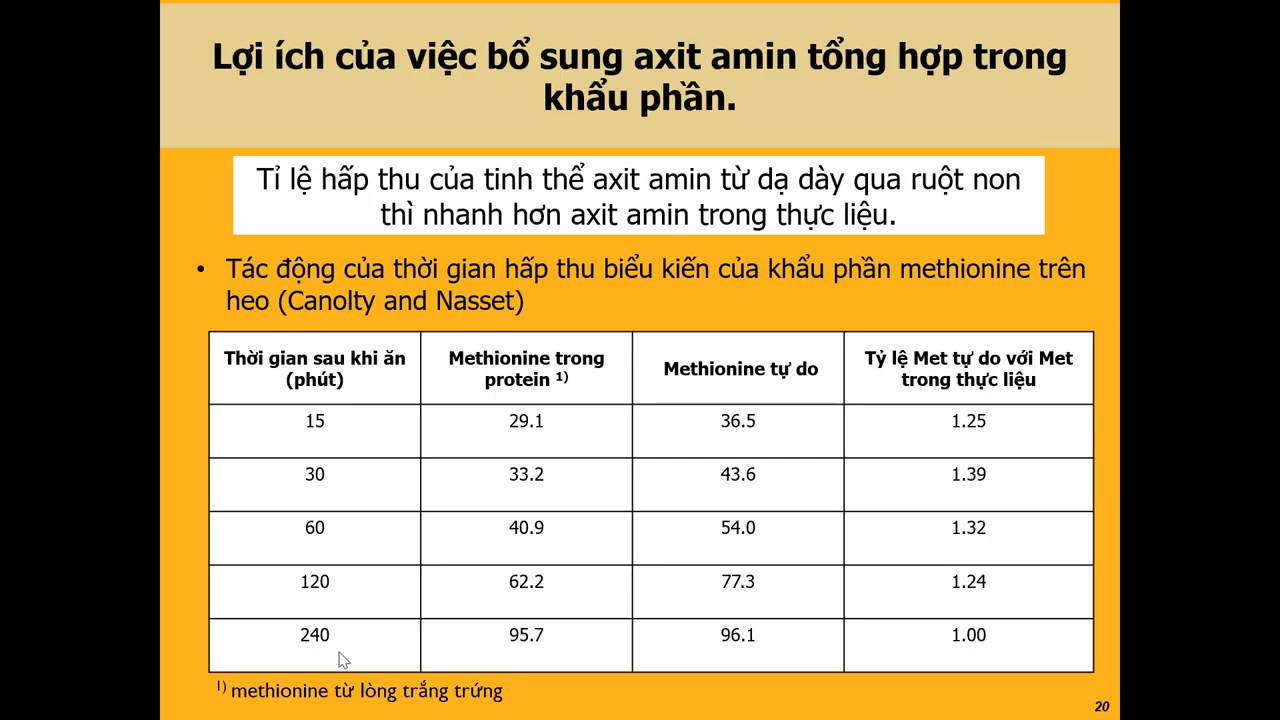 Lợi ích của việc bổ sung axit amin tổng hợp trong
khẩu phần.
Tỉ lệ hấp thu của tinh thể axit amin từ dạ dày qua ruột non
thì nhanh hơn axit amin trong thực liệu.
• Tác động của thời gian hấp thu biểu kiến của khẩu phần methionine trên
heo (Canolty and Nasset)
Thời gian sau khi ăn (phút) Methionine trong protein 1) Methionine tự do Tỷ lệ Met tự do với Met trong thực liệu
15 29.1 36.5 1.25
30 33.2 43.6 1.39
60 40.9 54.0 1.32
120 62.2 77.3 1.24
240 95.7 96.1 1.00
1) methionine từ lòng trắng trứng
20